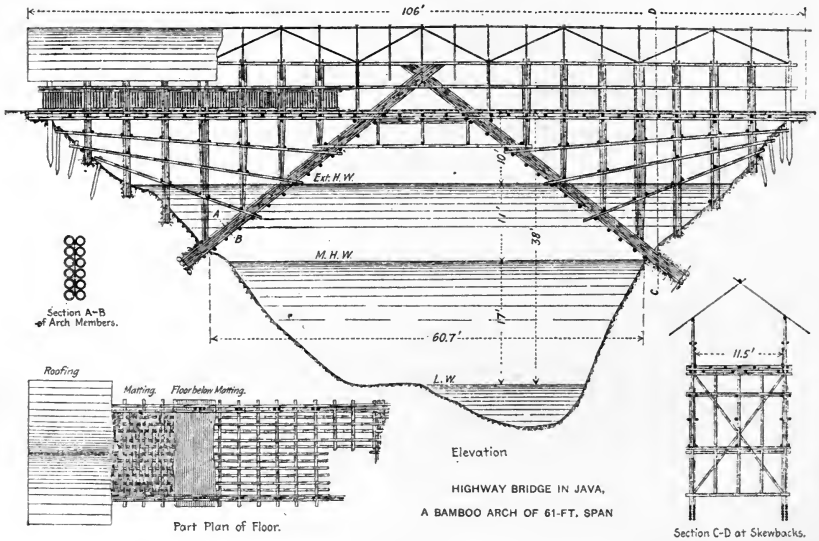 106'
D
Ext. H.W.
10'
A
B
11'
38'
M.H.W.
C
17'
60.7'
L.W.
Section A-B
of Arch Members.
11.5'
Roofing
Matting.
Floor below Matting.
Elevation
HIGHWAY BRIDGE IN JAVA,
A BAMBOO ARCH OF 61-FT. SPAN
Part Plan of Floor.
Section C-D at Skewbacks.